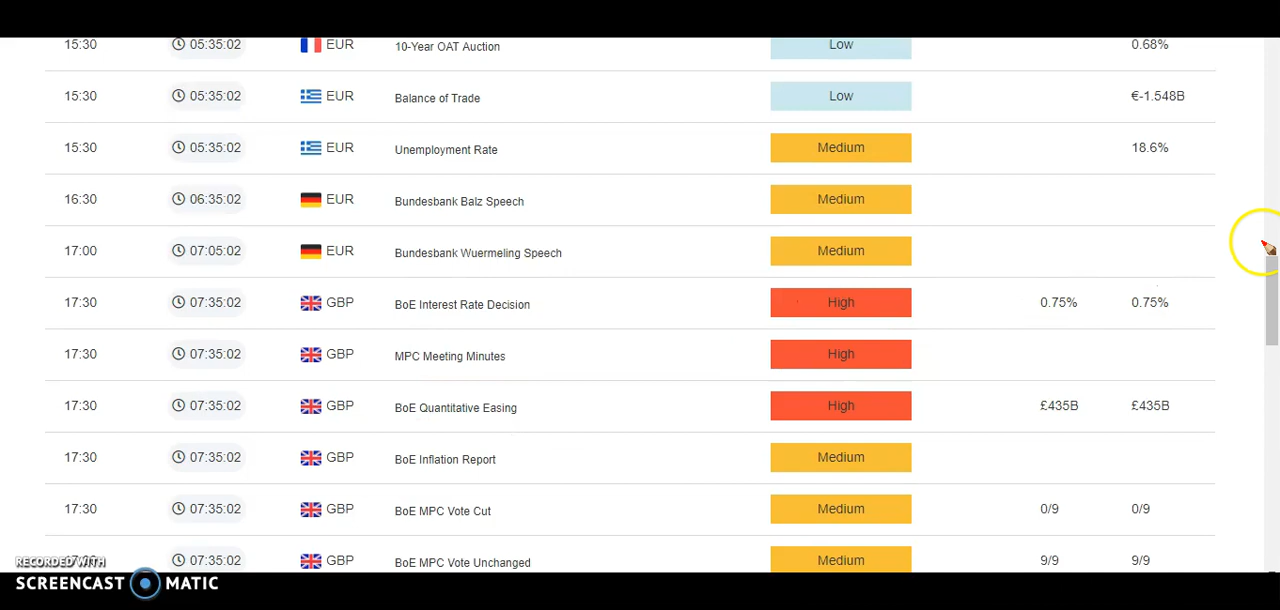 15:30 05:35:02 EUR 10-Year OAT Auction Low 0.68%
15:30 05:35:02 EUR Balance of Trade Low €-1.548B
15:30 05:35:02 EUR Unemployment Rate Medium 18.6%
16:30 06:35:02 EUR Bundesbank Balz Speech Medium
17:00 07:05:02 EUR Bundesbank Wuermeling Speech Medium
17:30 07:35:02 GBP BoE Interest Rate Decision High 0.75% 0.75%
17:30 07:35:02 GBP MPC Meeting Minutes High
17:30 07:35:02 GBP BoE Quantitative Easing High £435B £435B
17:30 07:35:02 GBP BoE Inflation Report Medium
17:30 07:35:02 GBP BoE MPC Vote Cut Medium 0/9 0/9
07:35:02 GBP BoE MPC Vote Unchanged Medium 9/9 9/9
RECORDED WITH
SCREENCAST MATIC